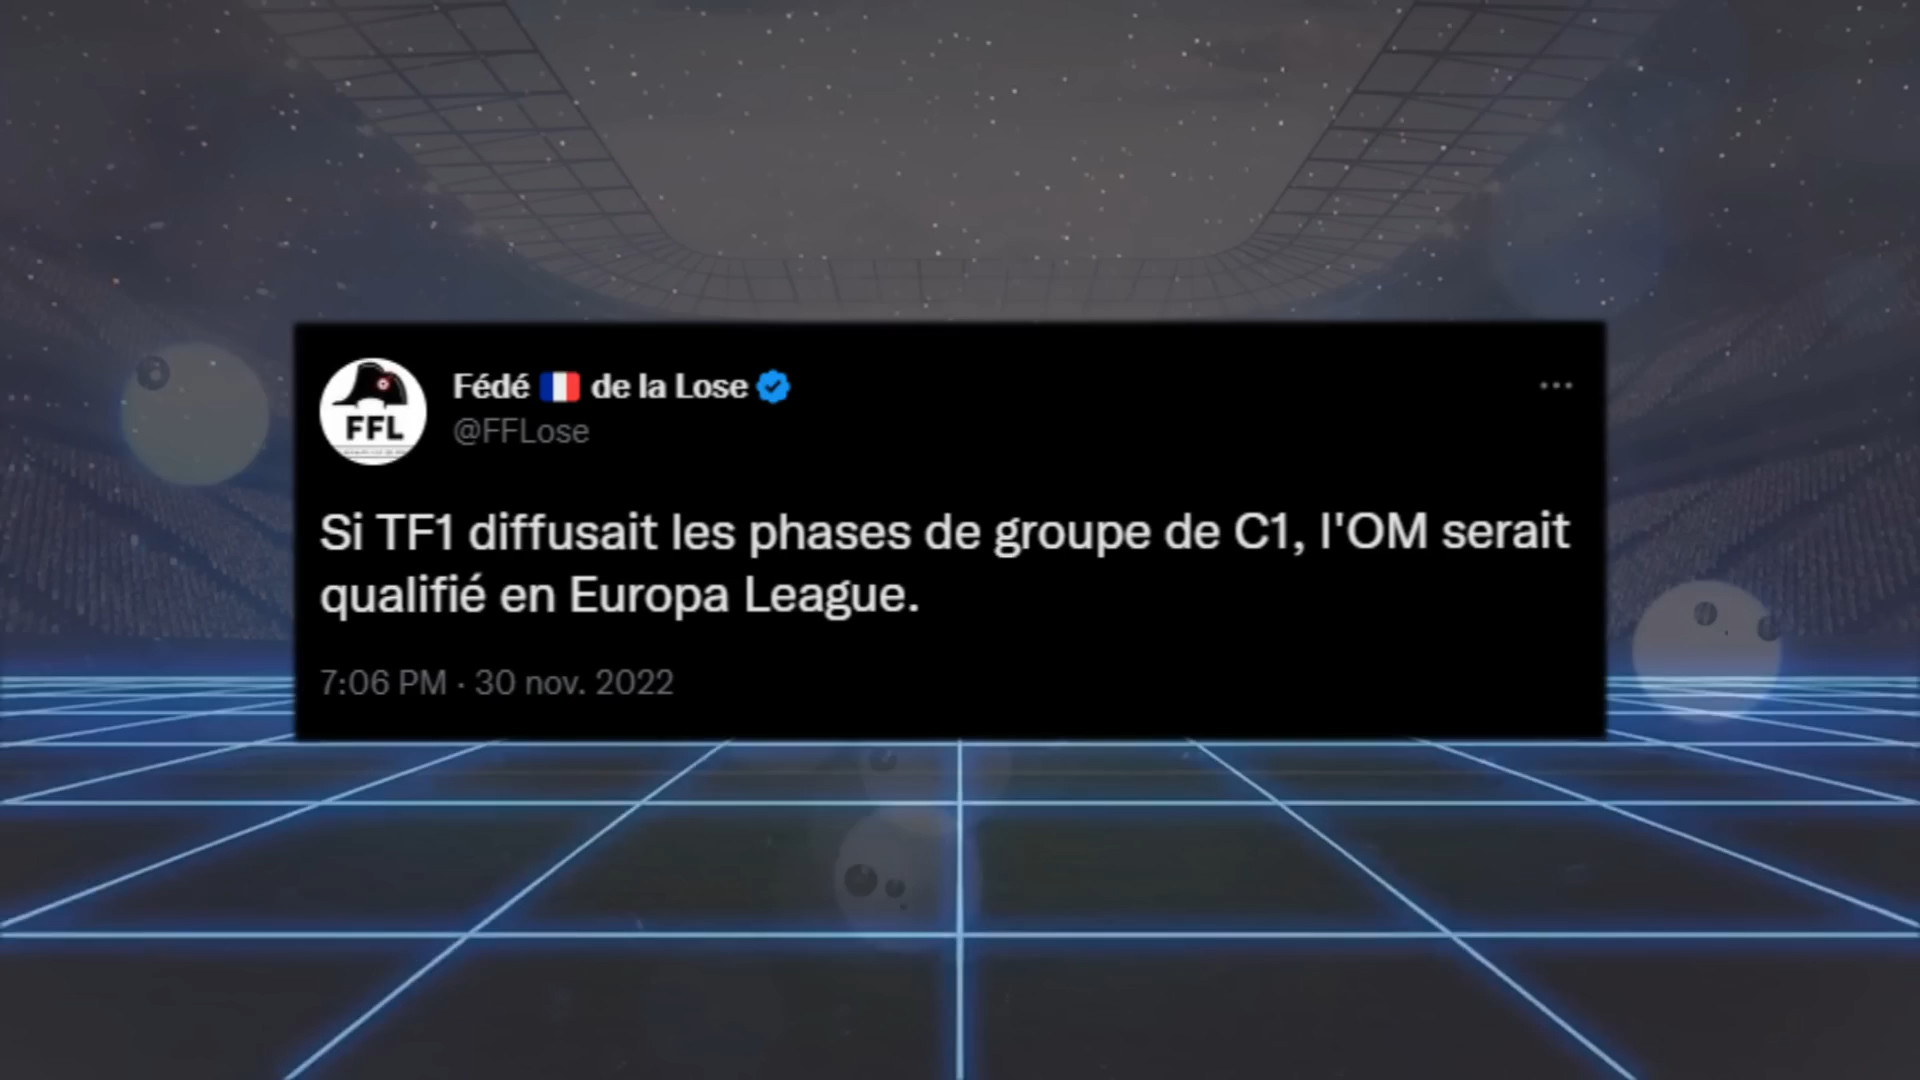 Fédé 🇫🇷 de la Lose
@FFLose
FFL
Si TF1 diffusait les phases de groupe de C1, l'OM serait
qualifié en Europa League.
7:06 PM · 30 nov. 2022